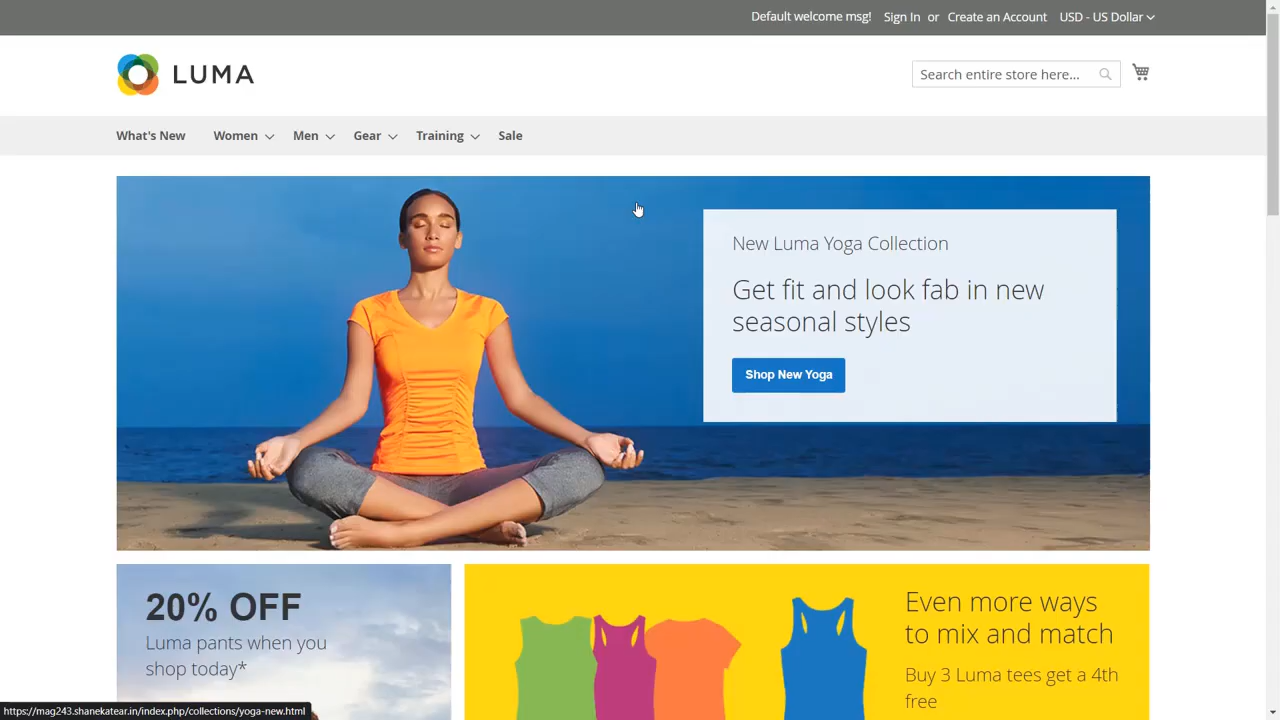 Default welcome msg! Sign In or Create an Account USD - US Dollar
LUMA
Search entire store here...
What's New Women Men Gear Training Sale
New Luma Yoga Collection
Get fit and look fab in new
seasonal styles
Shop New Yoga
20% OFF
Luma pants when you
shop today*
Even more ways
to mix and match
Buy 3 Luma tees get a 4th
free
https://mag243.shanekatear.in/index.php/collections/yoga-new.html